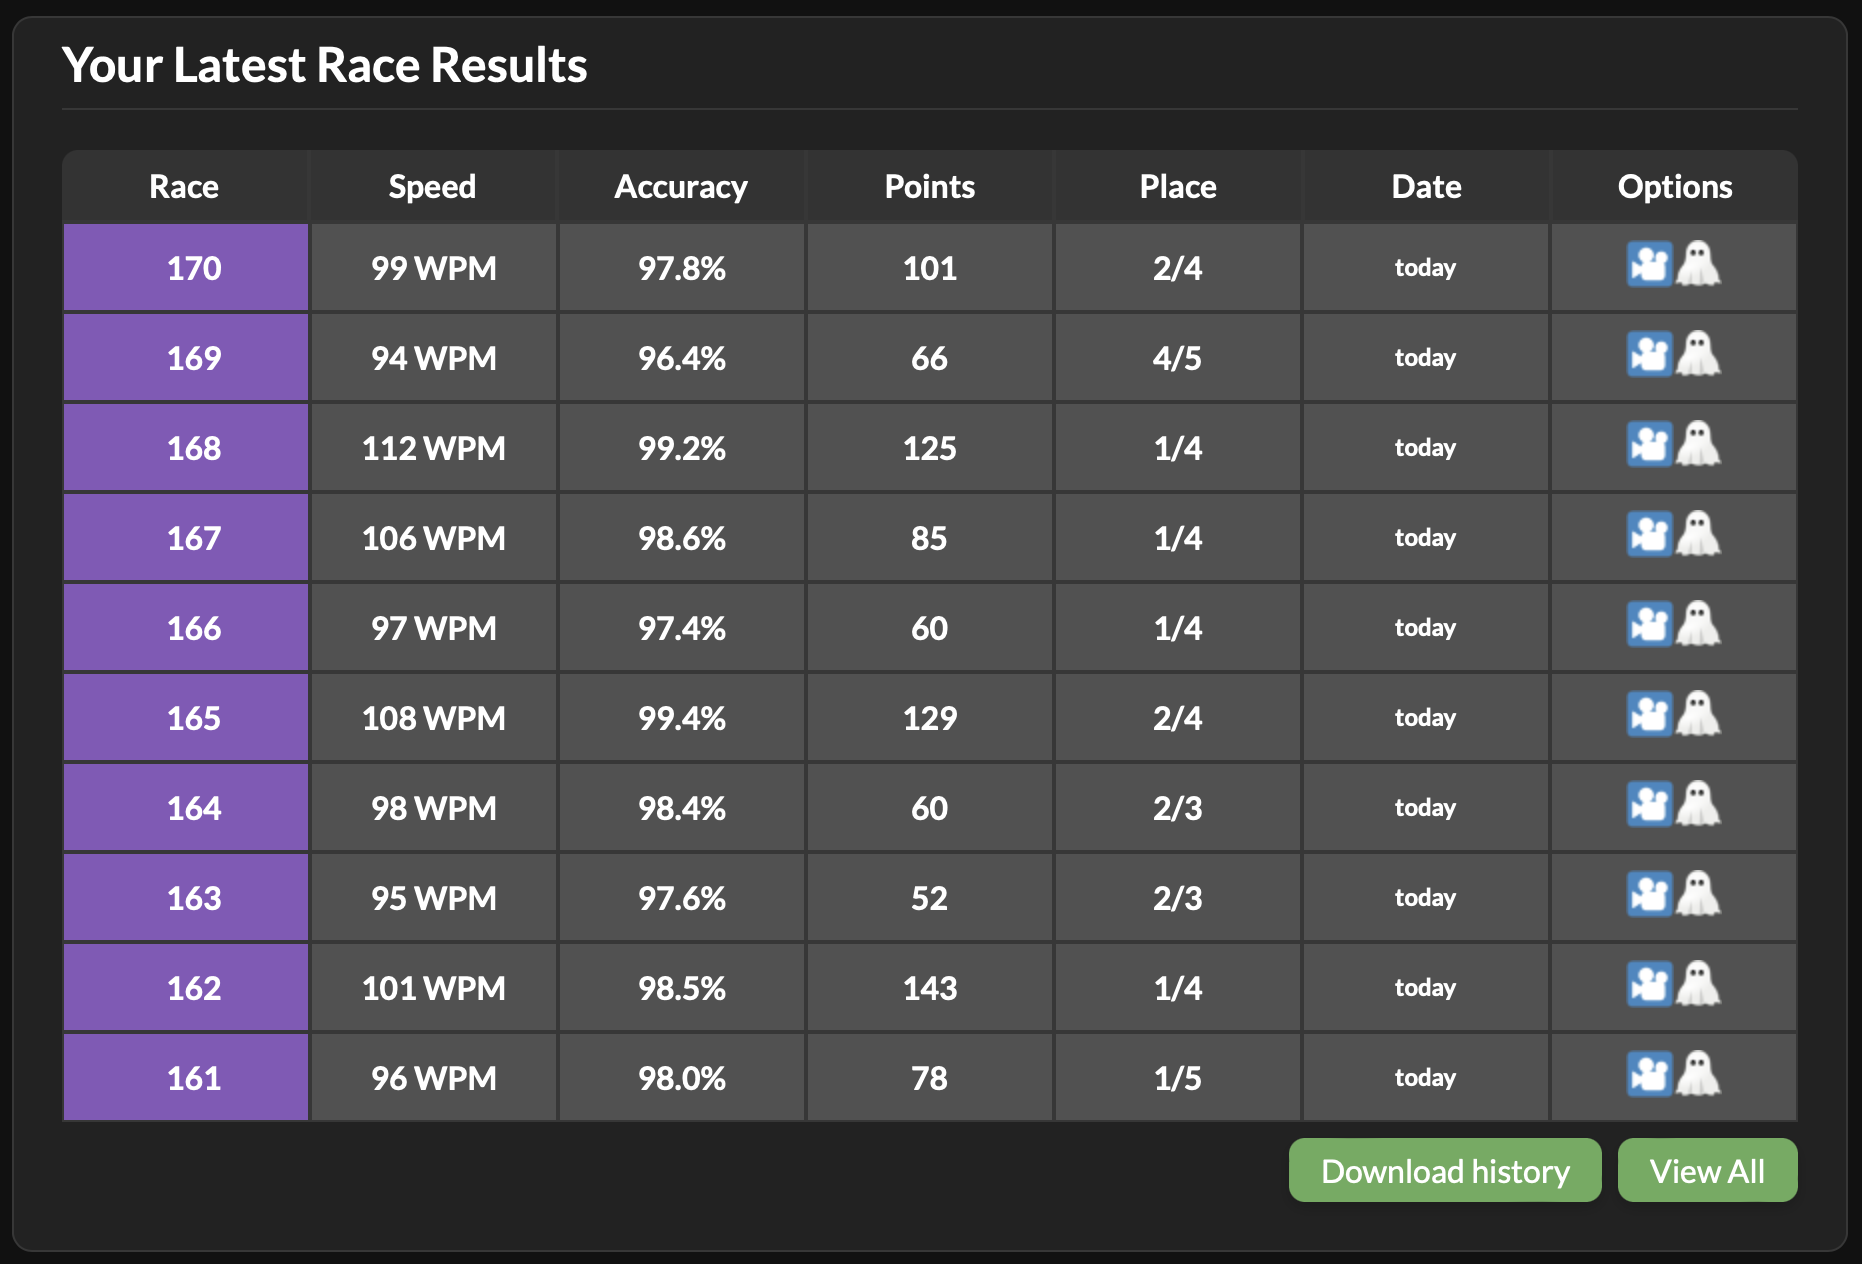 Your Latest Race Results
Race Speed Accuracy Points Place Date Options
170 99 WPM 97.8% 101 2/4 today
169 94 WPM 96.4% 66 4/5 today
168 112 WPM 99.2% 125 1/4 today
167 106 WPM 98.6% 85 1/4 today
166 97 WPM 97.4% 60 1/4 today
165 108 WPM 99.4% 129 2/4 today
164 98 WPM 98.4% 60 2/3 today
163 95 WPM 97.6% 52 2/3 today
162 101 WPM 98.5% 143 1/4 today
161 96 WPM 98.0% 78 1/5 today
Download history View All